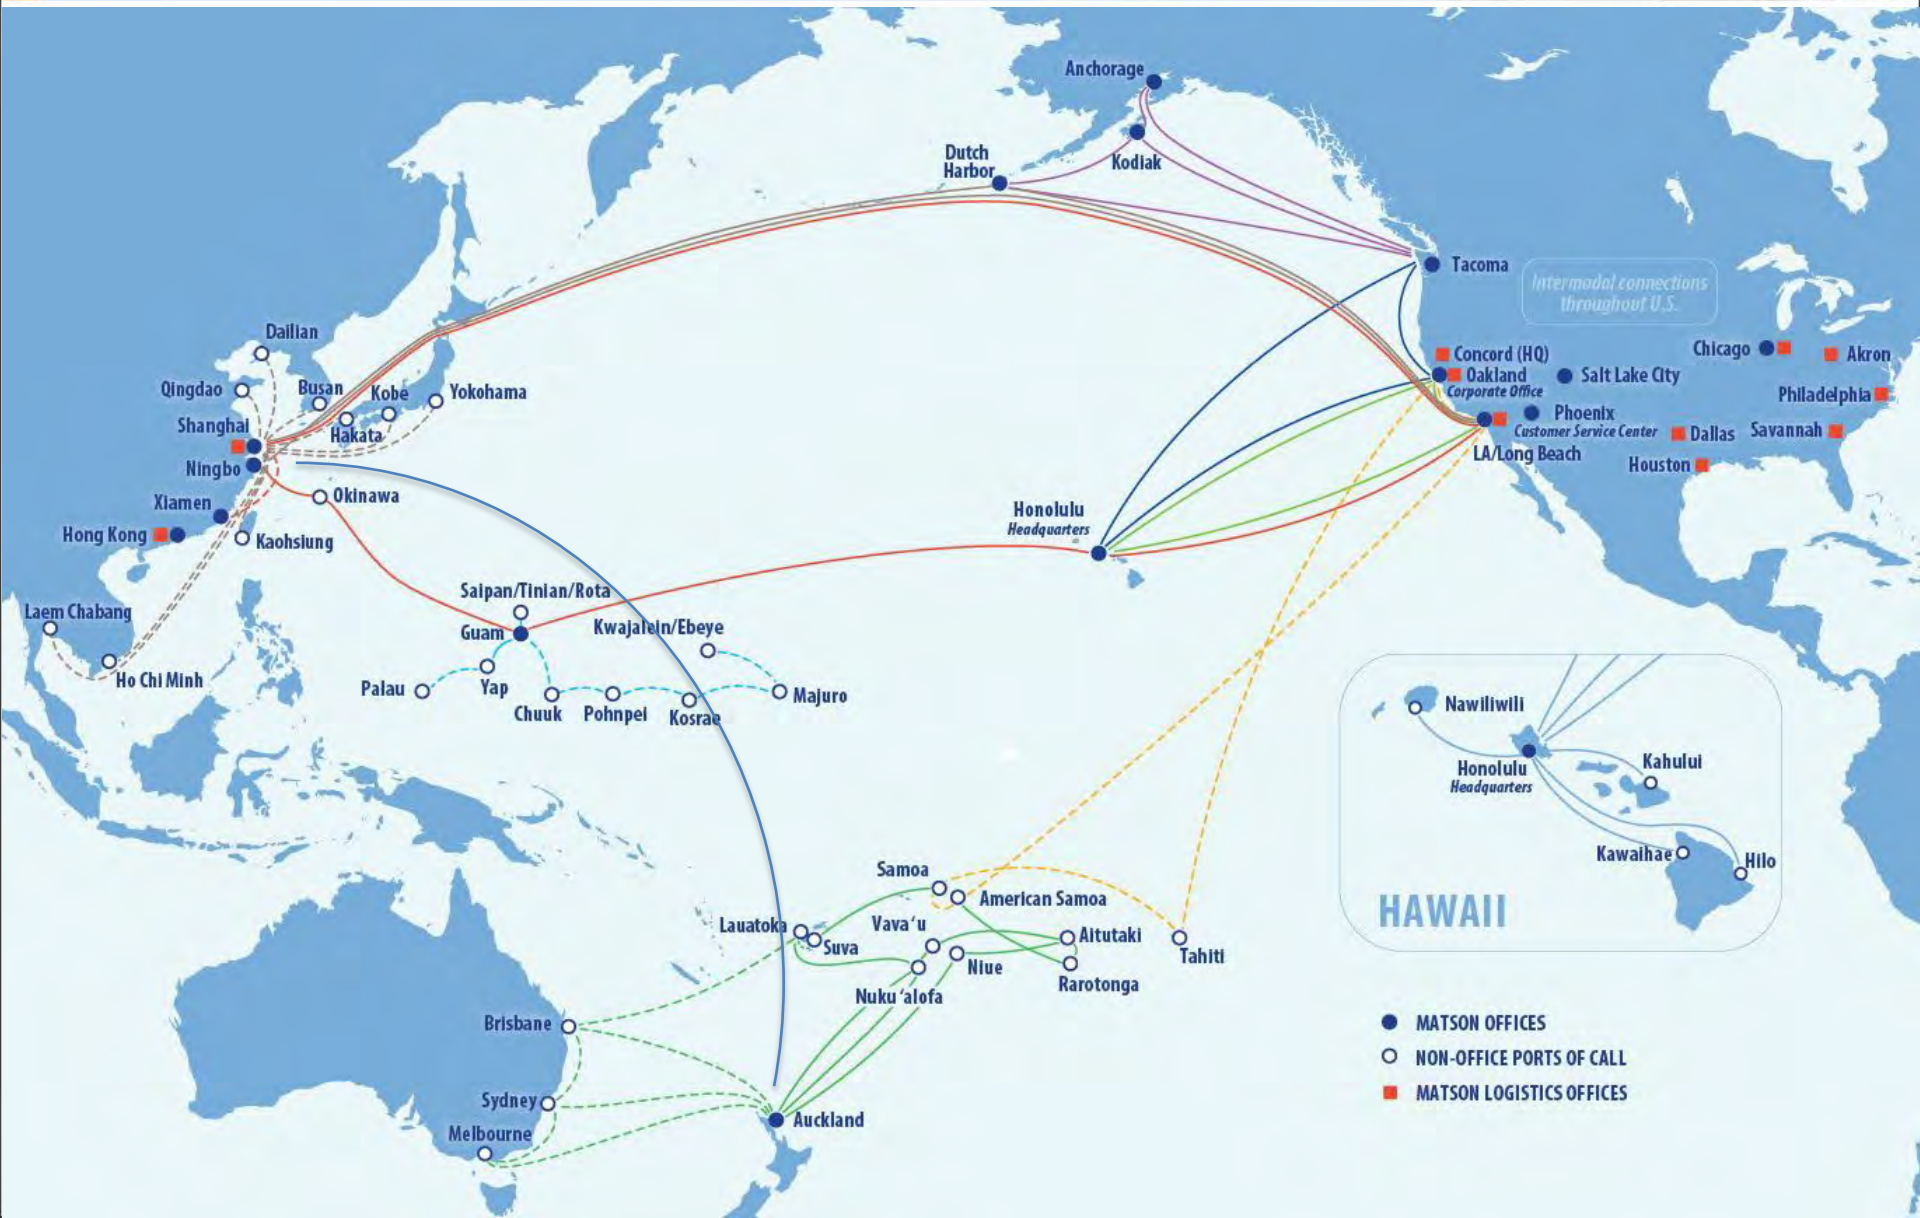 Anchorage
Kodiak
Dutch
Harbor
Tacoma
Intermodal connections
throughout U.S.
Dailian
Qingdao
Busan
Kobe
Yokohama
Shanghai
Hakata
Ningbo
Okinawa
Xiamen
Hong Kong
Kaohsiung
Laem Chabang
Ho Chi Minh
Concord (HQ)
Oakland
Corporate Office
Salt Lake City
Chicago
Akron
Philadelphia
Phoenix
Customer Service Center
Dallas
Savannah
LA/Long Beach
Houston
Honolulu
Headquarters
Saipan/Tinian/Rota
Guam
Kwajalein/Ebeye
Palau
Yap
Chuuk
Pohnpei
Kosrae
Majuro
Nawiliwili
Honolulu
Headquarters
Kahului
Kawaihae
Hilo
HAWAII
Samoa
American Samoa
Lauatoka
Suva
Vava‘u
Aitutaki
Niue
Tahiti
Rarotonga
Nuku ‘alofa
Brisbane
Sydney
Melbourne
Auckland
MATSON OFFICES
NON-OFFICE PORTS OF CALL
MATSON LOGISTICS OFFICES